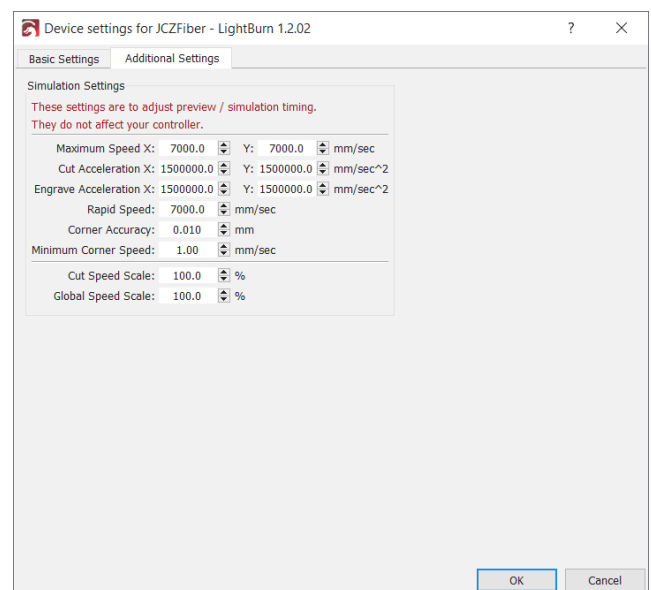 Device settings for JCZFiber - LightBurn 1.2.02 ?
Basic Settings Additional Settings
Simulation Settings
These settings are to adjust preview / simulation timing.
They do not affect your controller.
Maximum Speed X: 7000.0 Y: 7000.0 mm/sec
Cut Acceleration X: 1500000.0 Y: 1500000.0 mm/sec^2
Engrave Acceleration X: 1500000.0 Y: 1500000.0 mm/sec^2
Rapid Speed: 7000.0 mm/sec
Corner Accuracy: 0.010 mm
Minimum Corner Speed: 1.00 mm/sec
Cut Speed Scale: 100.0 %
Global Speed Scale: 100.0 %
OK Cancel